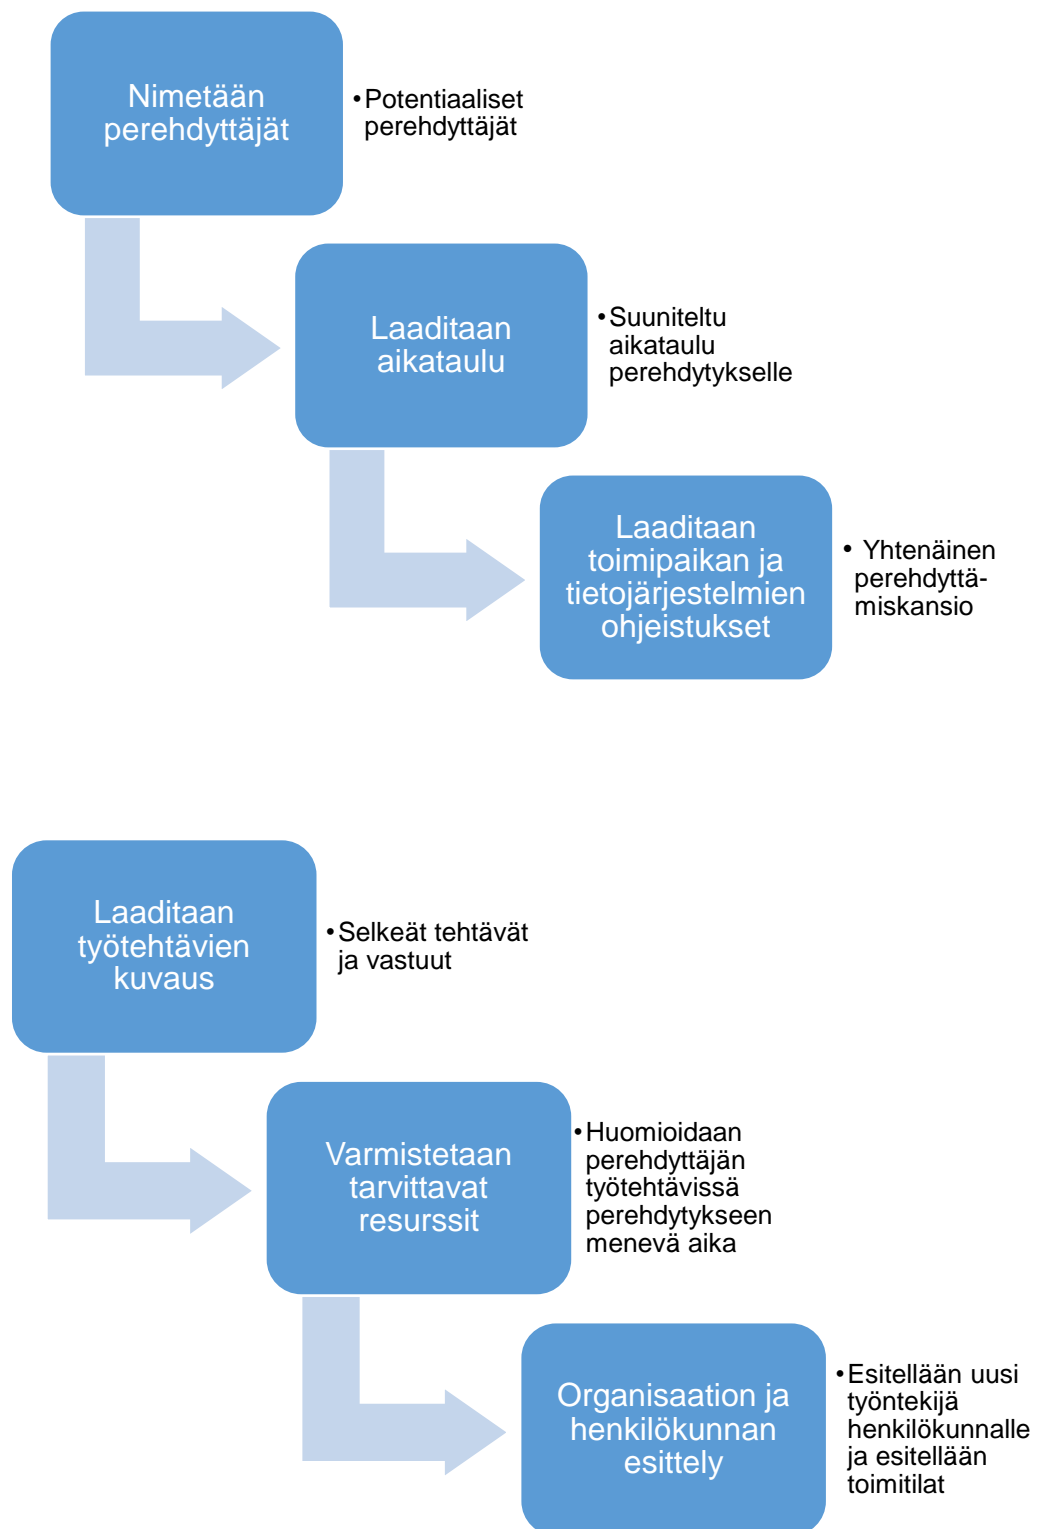 Nimetään
perehdyttäjät
•Potentiaaliset
perehdyttäjät
Laaditaan
aikataulu
•Suuniteltu
aikataulu
perehdytykselle
Laaditaan
toimipaikan ja
tietojärjestelmien
ohjeistukset
• Yhtenäinen
perehdyttä-
miskansio
Laaditaan
työtehtävien
kuvaus
•Selkeät tehtävät
ja vastuut
Varmistetaan
tarvittavat
resurssit
•Huomioidaan
perehdyttäjän
työtehtävissä
perehdytykseen
menevä aika
Organisaation ja
henkilökunnan
esittely
•Esitellään uusi
työntekijä
henkilökunnalle
ja esitellään
toimitilat